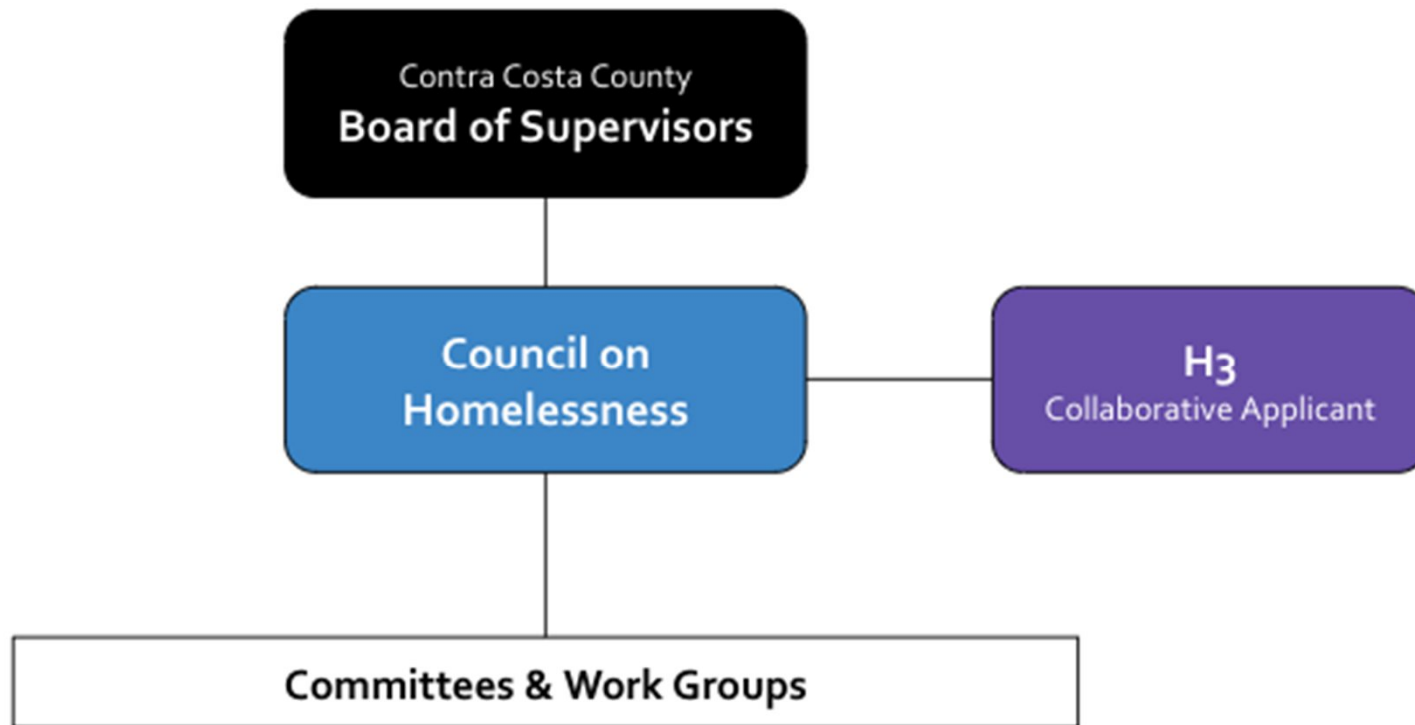 Contra Costa County
Board of Supervisors
Council on
Homelessness
H3
Collaborative Applicant
Committees & Work Groups